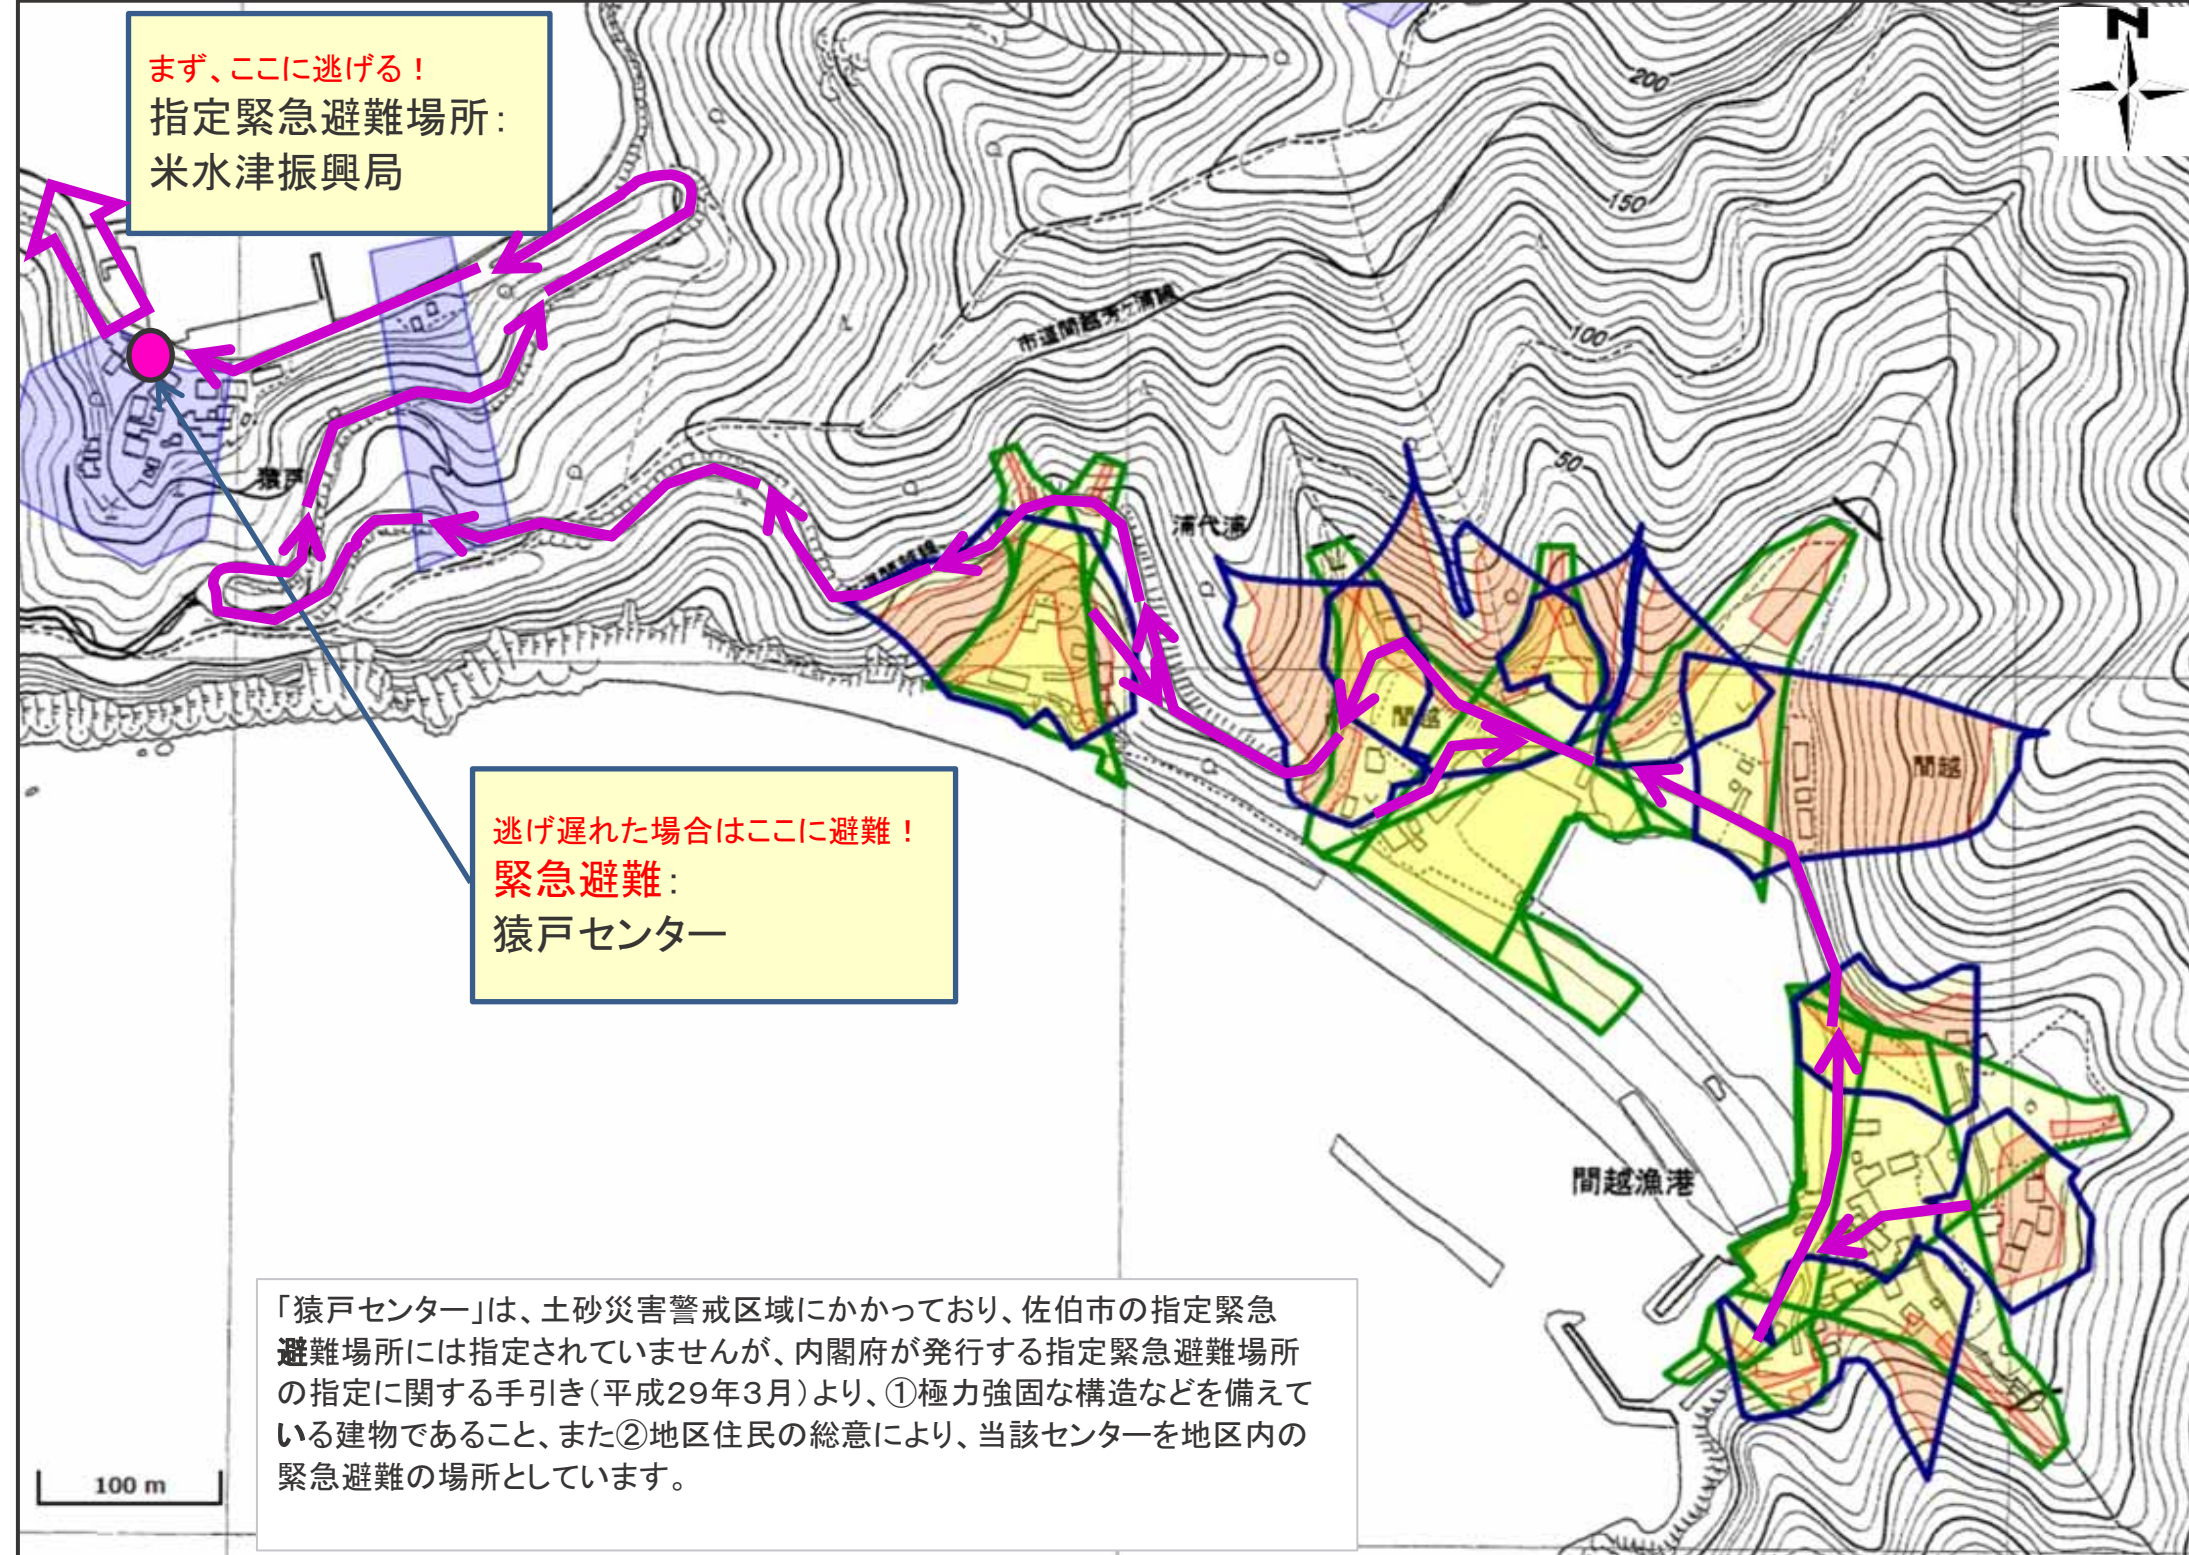 まず、ここに逃げる！
指定緊急避難場所：
米水津振興局
N
200
150
100
50
市道間越芳ヶ浦線
猿戸
浦代浦
間越
間越
逃げ遅れた場合はここに避難！
緊急避難：
猿戸センター
間越漁港
「猿戸センター」は、土砂災害警戒区域にかかっており、佐伯市の指定緊急
避難場所には指定されていませんが、内閣府が発行する指定緊急避難場所
の指定に関する手引き（平成２９年３月）より、①極力強固な構造などを備えて
いる建物であること、また②地区住民の総意により、当該センターを地区内の
緊急避難の場所としています。
100 m